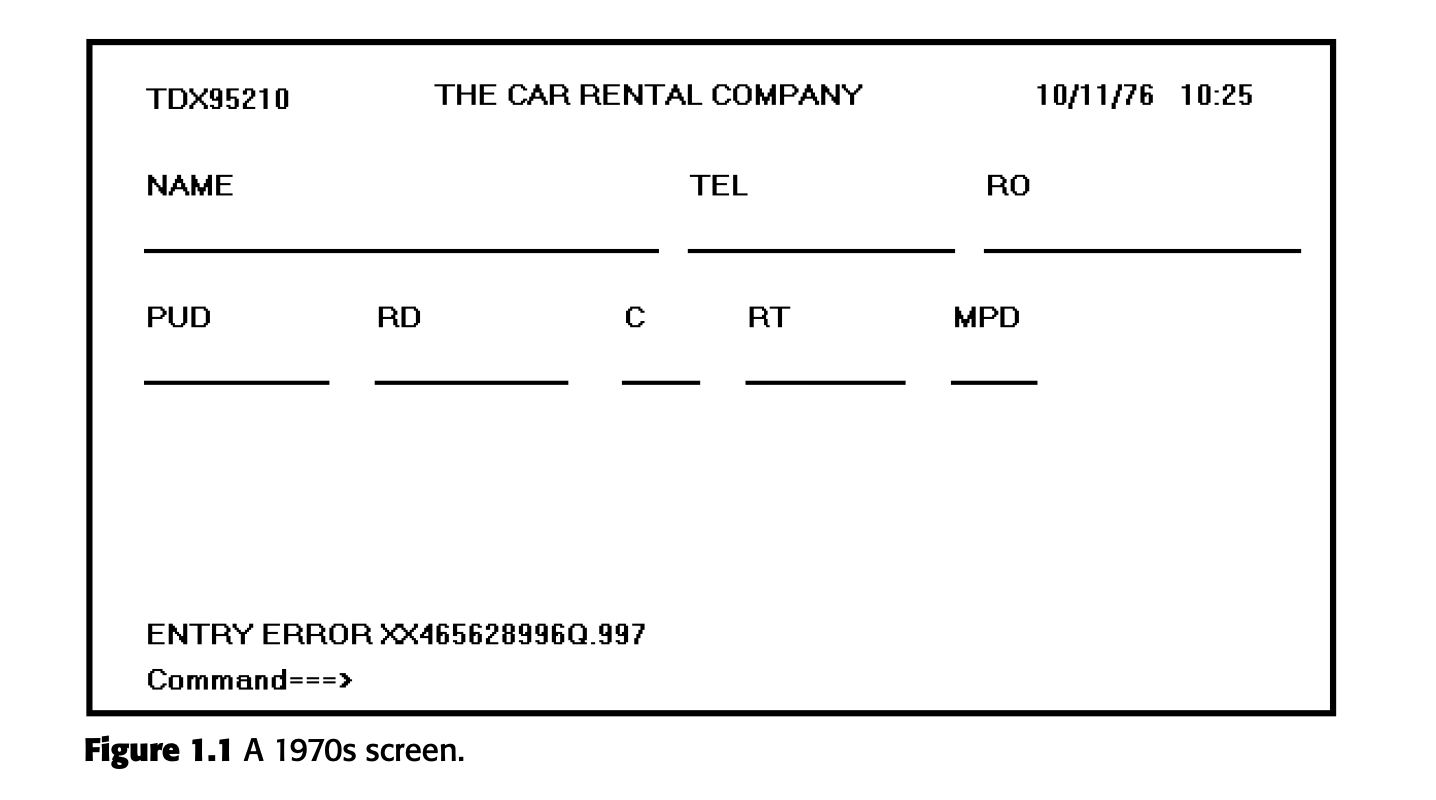 TDX95210 THE CAR RENTAL COMPANY 10/11/76 10:25
NAME TEL RO
PUD RD C RT MPD
ENTRY ERROR XX465628996Q.997
Command===>
Figure 1.1 A 1970s screen.